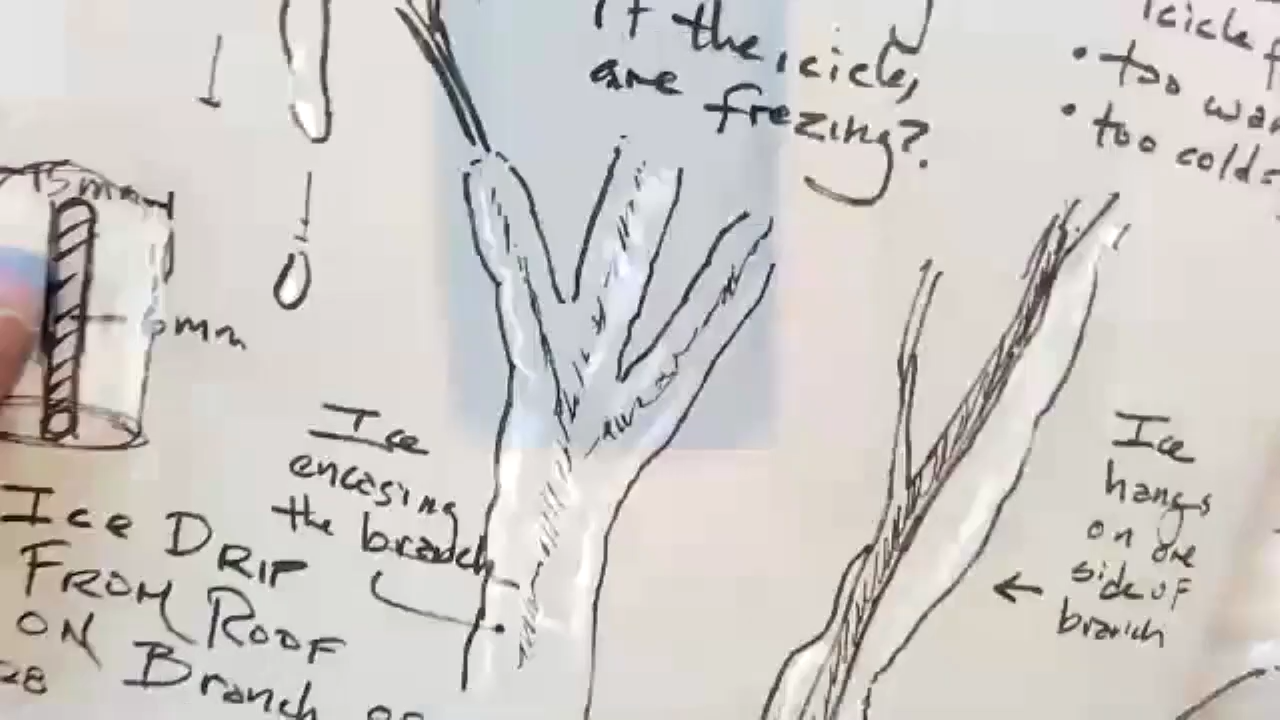 If the icicle,
are frezing?
icicle f
• too war
• too cold
15mm
6mm
Ice
encasing
the branch
Ice DRIP
FROM ROOF
ON
Branch
Ice
hangs
on one
side of
branch